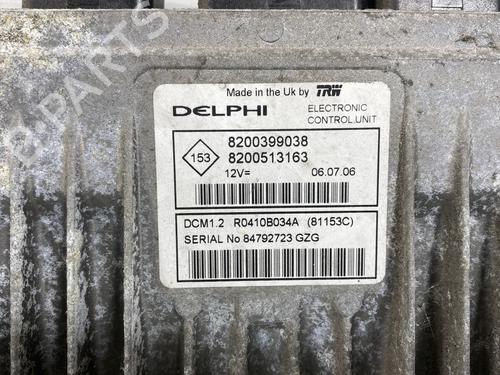 B-PARTS
Made in the Uk by TRW
DELPHI
ELECTRONIC
CONTROL.UNIT
153
8200399038
8200513163
12V=
06.07.06
DCM1.2 R0410B034A (81153C)
SERIAL No 84792723 GZG